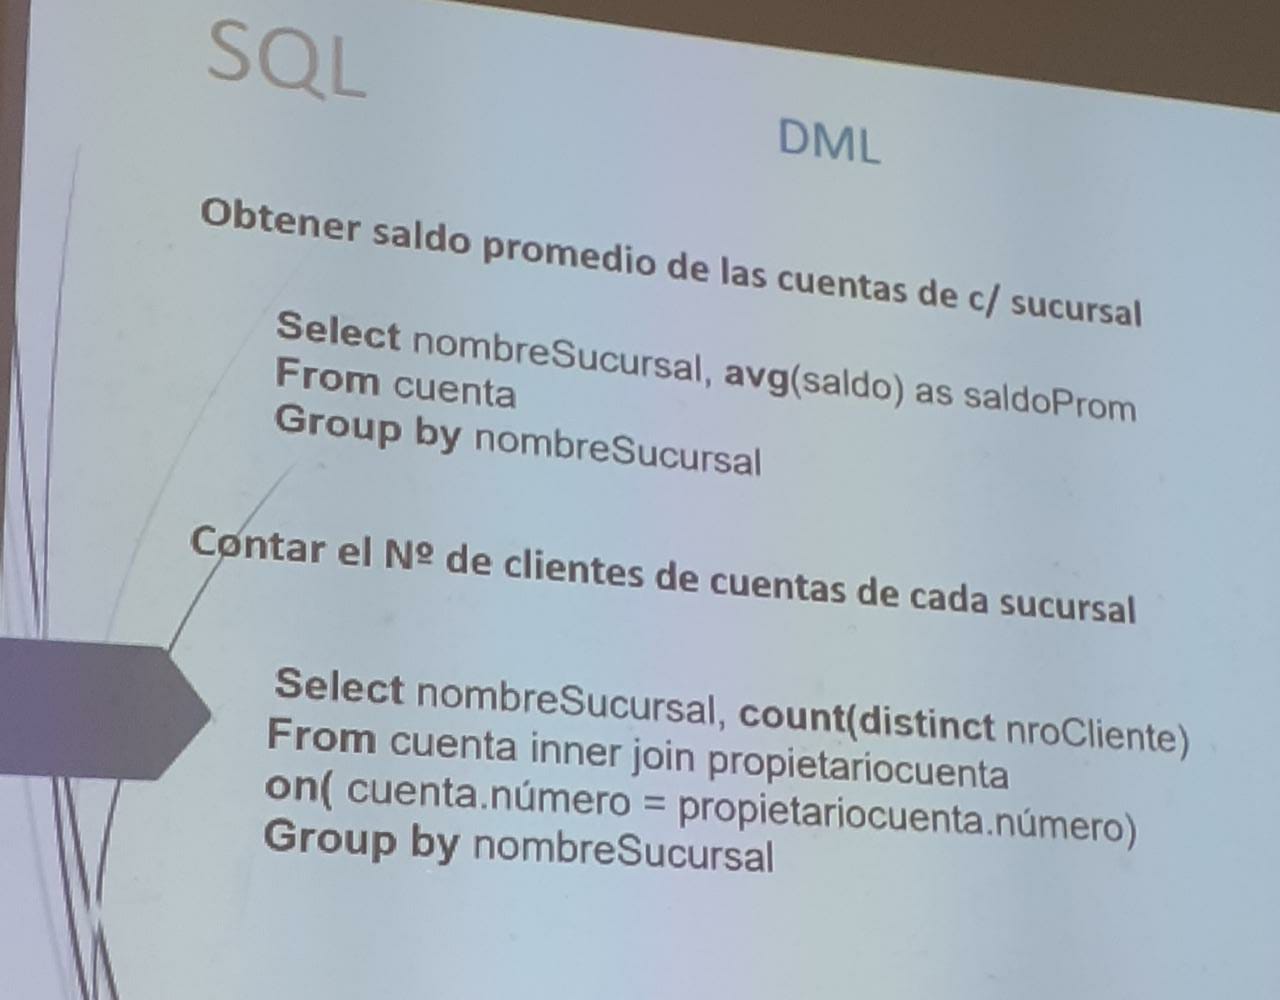 SQL
DML
Obtener saldo promedio de las cuentas de c/ sucursal
Select nombreSucursal, avg(saldo) as saldoProm
From cuenta
Group by nombreSucursal
Contar el Nº de clientes de cuentas de cada sucursal
Select nombreSucursal, count(distinct nroCliente)
From cuenta inner join propietariocuenta
on( cuenta.número = propietariocuenta.número)
Group by nombreSucursal